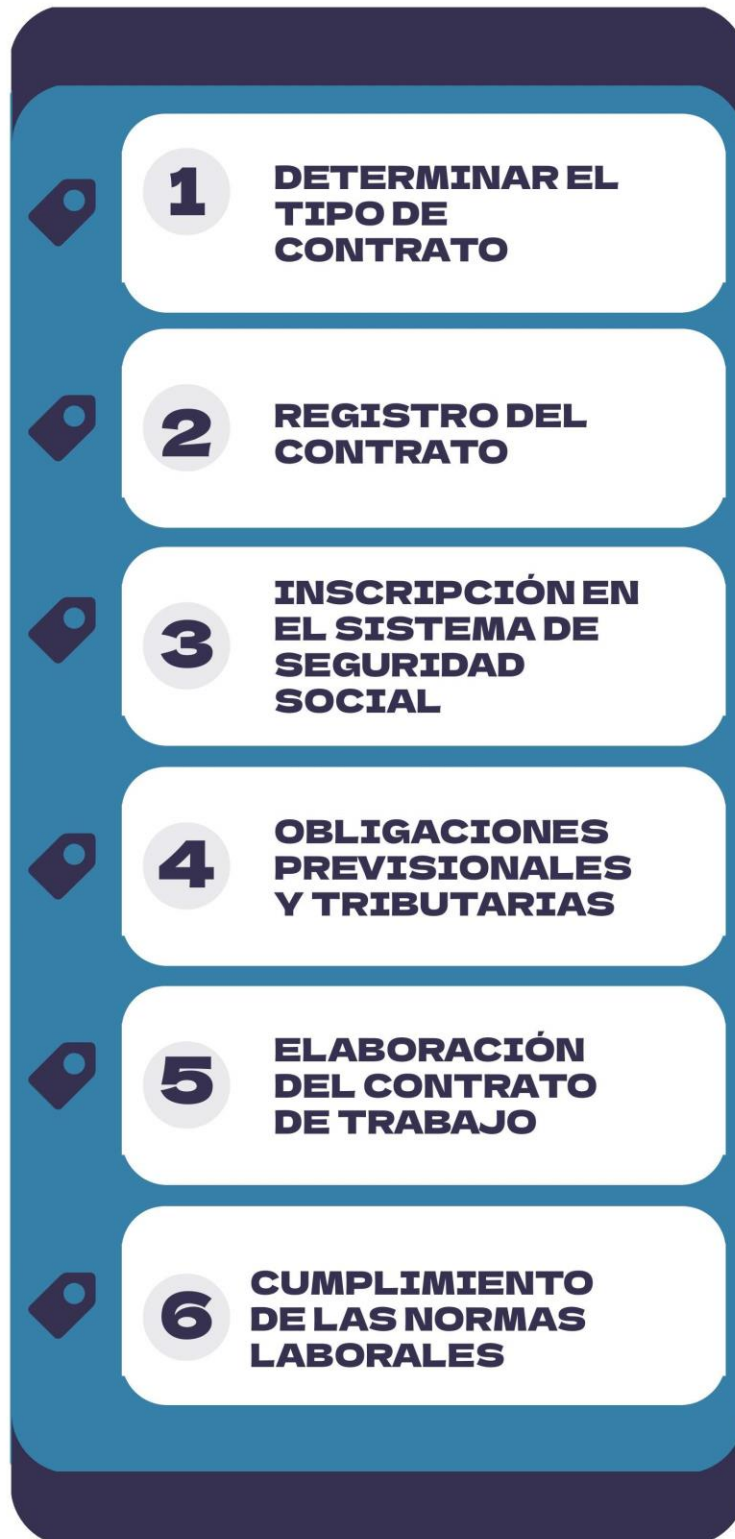 1
DETERMINAR EL
TIPO DE
CONTRATO
2
REGISTRO DEL
CONTRATO
3
INSCRIPCIÓN EN
EL SISTEMA DE
SEGURIDAD
SOCIAL
4
OBLIGACIONES
PREVISIONALES
Y TRIBUTARIAS
5
ELABORACIÓN
DEL CONTRATO
DE TRABAJO
6
CUMPLIMIENTO
DE LAS NORMAS
LABORALES